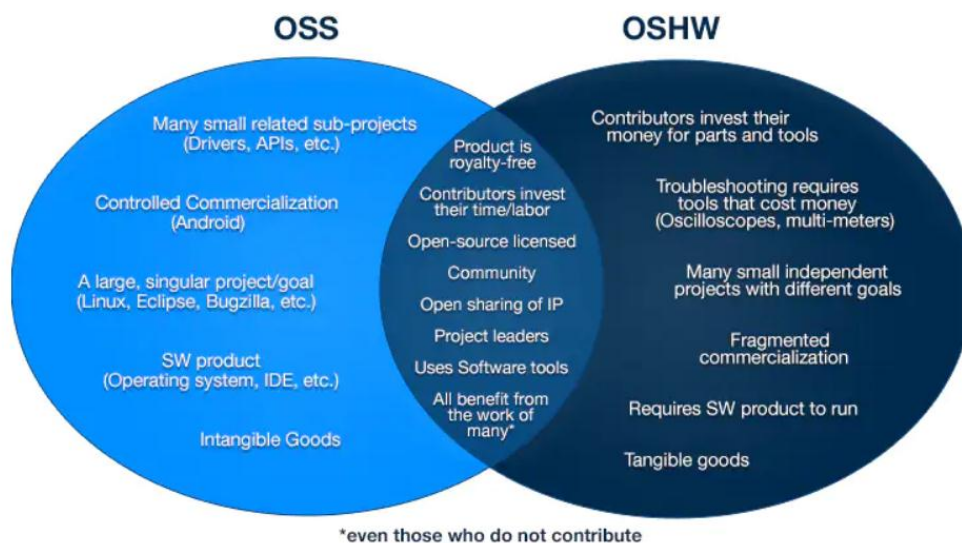 OSS
OSHW
Many small related sub-projects
(Drivers, APIs, etc.)
Controlled Commercialization
(Android)
A large, singular project/goal
(Linux, Eclipse, Bugzilla, etc.)
SW product
(Operating system, IDE, etc.)
Intangible Goods
Product is
royalty-free
Contributors invest
their time/labor
Open-source licensed
Community
Open sharing of IP
Project leaders
Uses Software tools
All benefit from
the work of
many*
Contributors invest their
money for parts and tools
Troubleshooting requires
tools that cost money
(Oscilloscopes, multi-meters)
Many small independent
projects with different goals
Fragmented
commercialization
Requires SW product to run
Tangible goods
*even those who do not contribute